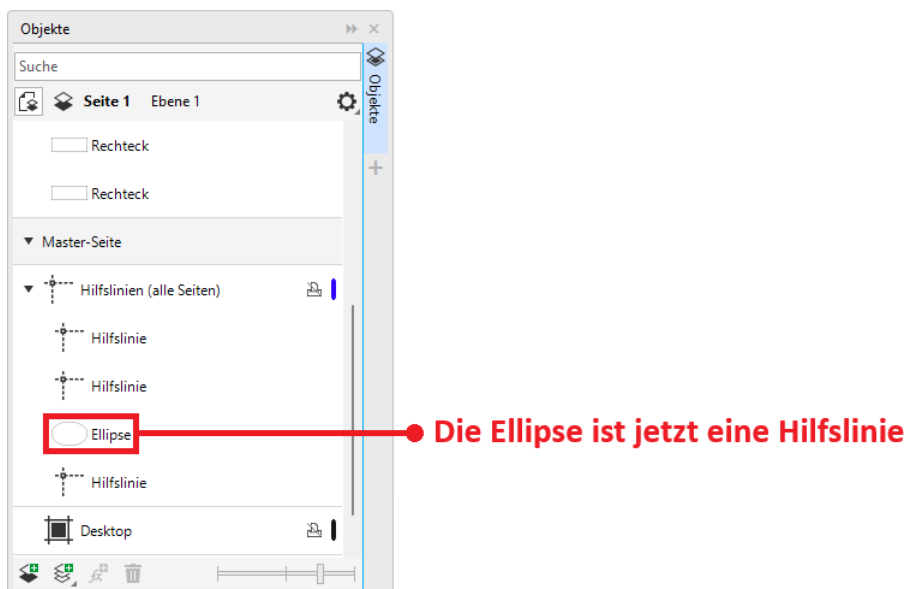 Objekte
Suche
Objekte
Seite 1 Ebene 1
Rechteck
Rechteck
Master-Seite
Hilfslinien (alle Seiten)
Hilfslinie
Hilfslinie
Ellipse
Die Ellipse ist jetzt eine Hilfslinie
Hilfslinie
Desktop